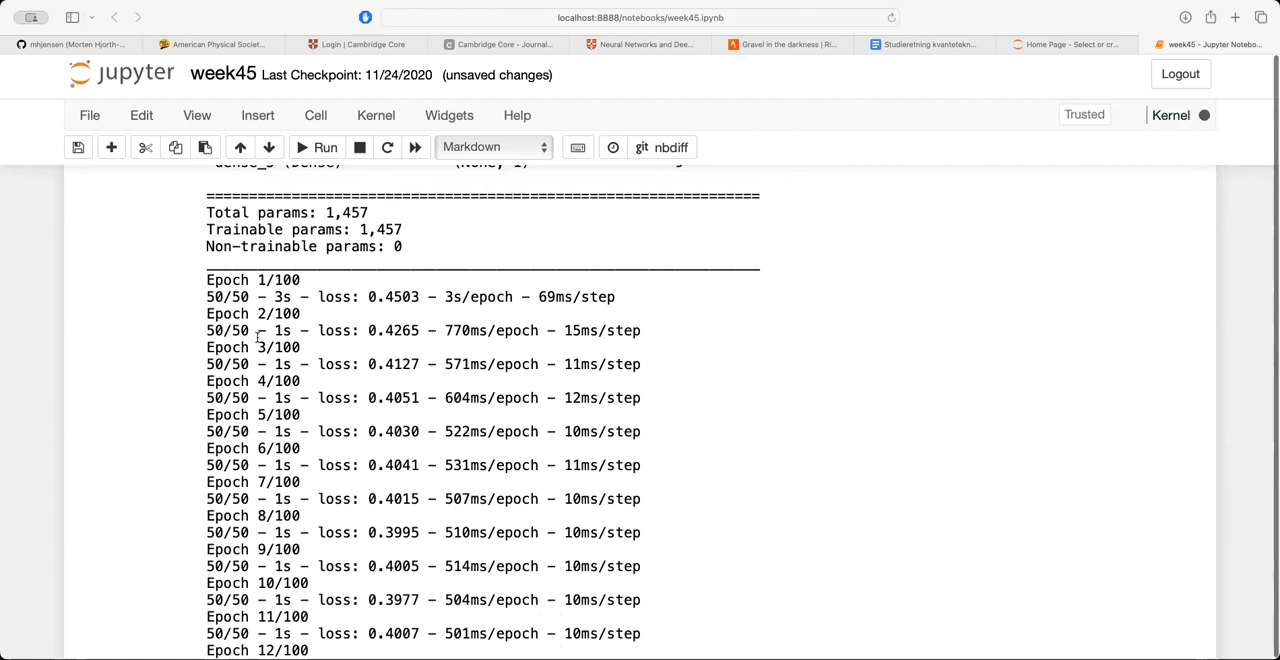 localhost:8888/notebooks/week45.ipynb
mhjensen (Morten Hjorth-...
American Physical Societ...
Login | Cambridge Core
Cambridge Core - Journal...
Neural Networks and Dee...
Gravel in the darkness | Ri...
Studieretning kvantetekn...
Home Page - Select or cr...
week45 - Jupyter Notebo...
jupyter week45 Last Checkpoint: 11/24/2020 (unsaved changes)
Logout
File Edit View Insert Cell Kernel Widgets Help
Trusted
Kernel
Run
Markdown
git nbdiff
(None, 1)
=================================================================
Total params: 1,457
Trainable params: 1,457
Non-trainable params: 0
_________________________________________________________________
Epoch 1/100
50/50 - 3s - loss: 0.4503 - 3s/epoch - 69ms/step
Epoch 2/100
50/50 - 1s - loss: 0.4265 - 770ms/epoch - 15ms/step
Epoch 3/100
50/50 - 1s - loss: 0.4127 - 571ms/epoch - 11ms/step
Epoch 4/100
50/50 - 1s - loss: 0.4051 - 604ms/epoch - 12ms/step
Epoch 5/100
50/50 - 1s - loss: 0.4030 - 522ms/epoch - 10ms/step
Epoch 6/100
50/50 - 1s - loss: 0.4041 - 531ms/epoch - 11ms/step
Epoch 7/100
50/50 - 1s - loss: 0.4015 - 507ms/epoch - 10ms/step
Epoch 8/100
50/50 - 1s - loss: 0.3995 - 510ms/epoch - 10ms/step
Epoch 9/100
50/50 - 1s - loss: 0.4005 - 514ms/epoch - 10ms/step
Epoch 10/100
50/50 - 1s - loss: 0.3977 - 504ms/epoch - 10ms/step
Epoch 11/100
50/50 - 1s - loss: 0.4007 - 501ms/epoch - 10ms/step
Epoch 12/100